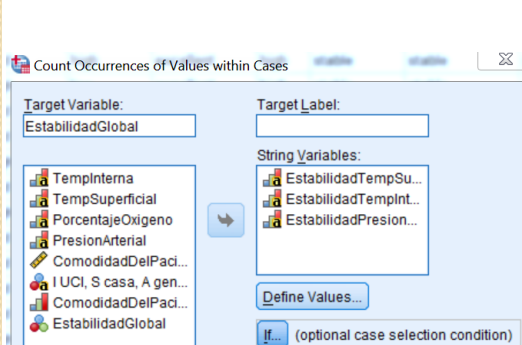 Count Occurrences of Values within Cases
Target Variable:
Target Label:
EstabilidadGlobal
String Variables:
TempInterna
TempSuperficial
PorcentajeOxigeno
PresionArterial
ComodidadDelPaci...
I UCI, S casa, A gen...
ComodidadDelPaci...
EstabilidadGlobal
EstabilidadTempSu...
EstabilidadTempInt...
EstabilidadPresion...
Define Values...
If... (optional case selection condition)